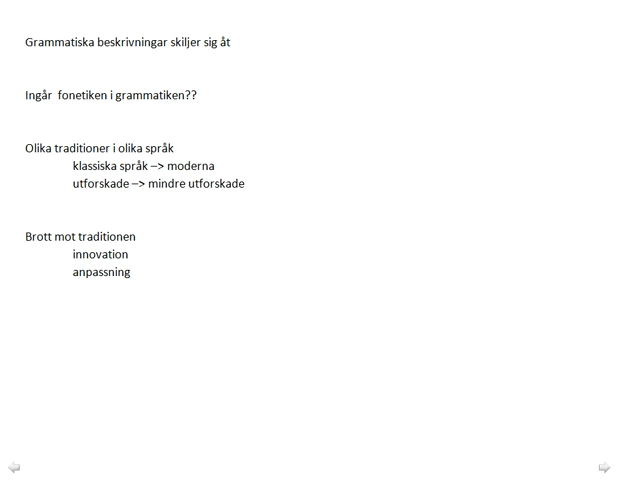 Grammatiska beskrivningar skiljer sig åt
Ingår  fonetiken i grammatiken??
Olika traditioner i olika språk
klassiska språk –> moderna
utforskade –> mindre utforskade
Brott mot traditionen
innovation
anpassning